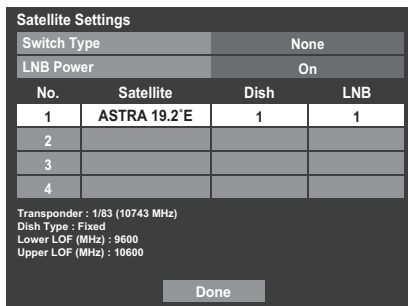 Satellite Settings
Switch Type None
LNB Power On
No. Satellite Dish LNB
1 ASTRA 19.2˚E 1 1
2
3
4
Transponder : 1/83 (10743 MHz)
Dish Type : Fixed
Lower LOF (MHz) : 9600
Upper LOF (MHz) : 10600
Done